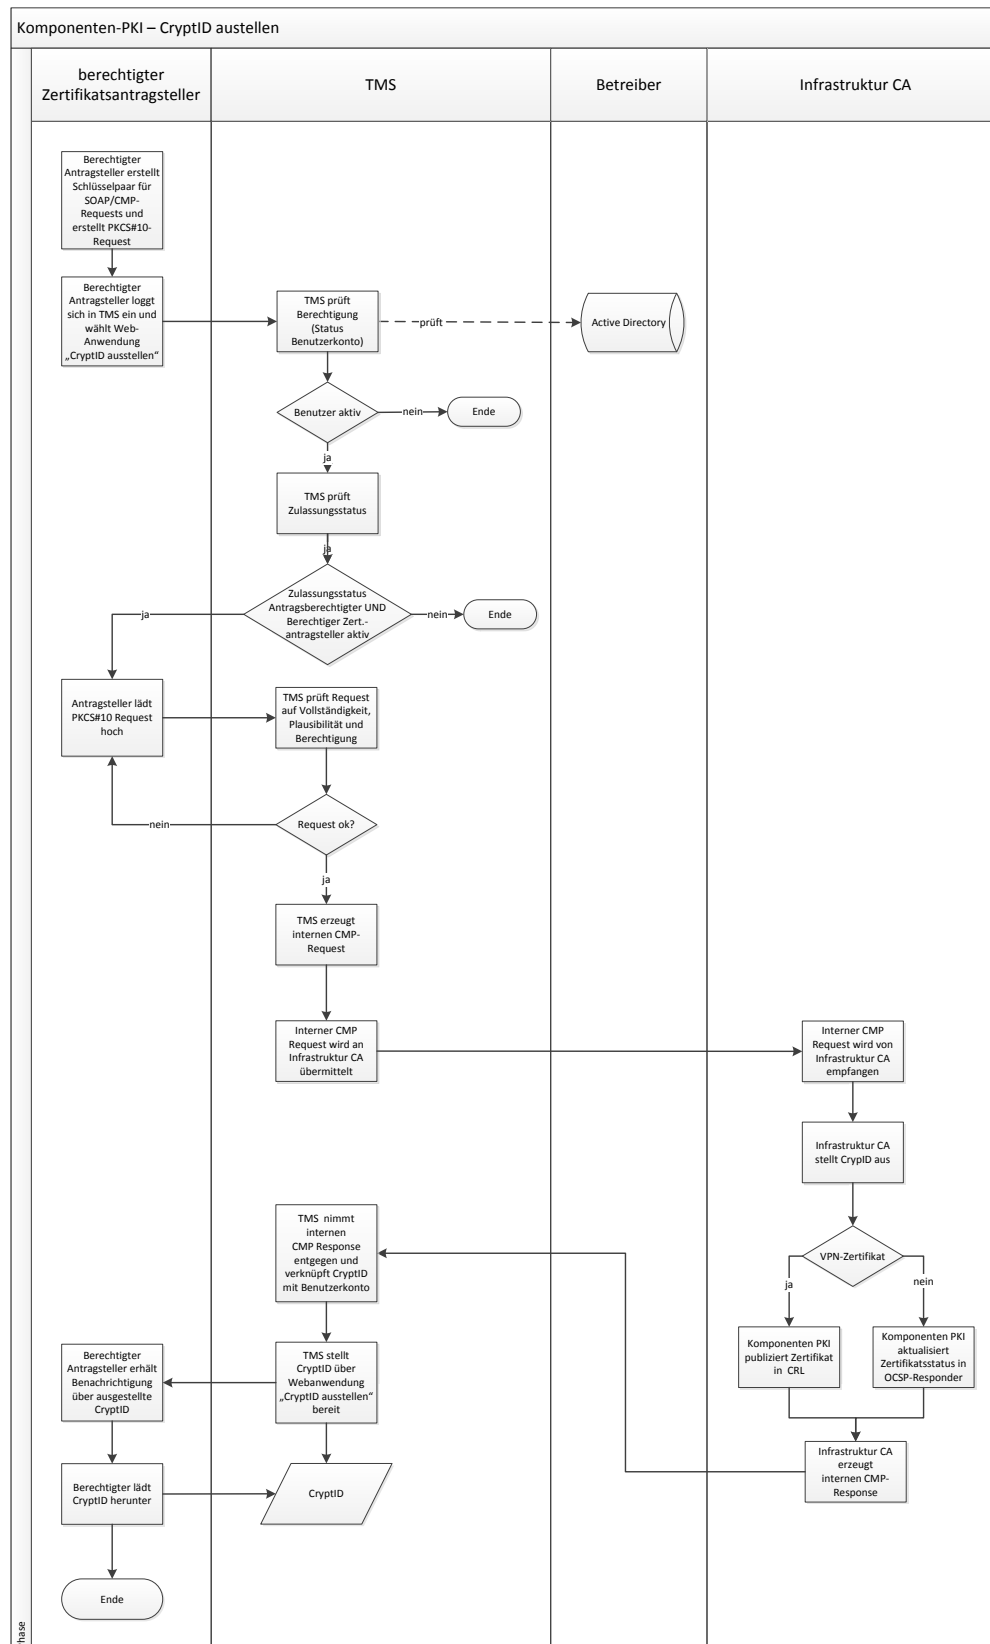 Komponenten-PKI – CryptID austellen
berechtigter
Zertifikatsantragsteller
TMS
Betreiber
Infrastruktur CA
Berechtigter
Antragsteller erstellt
Schlüsselpaar für
SOAP/CMP-
Requests und
erstellt PKCS#10-
Request
Berechtigter
Antragsteller loggt
sich in TMS ein und
wählt Web-
Anwendung
„CryptID ausstellen“
TMS prüft
Berechtigung
(Status
Benutzerkonto)
prüft
Active Directory
Benutzer aktiv
nein
Ende
ja
TMS prüft
Zulassungsstatus
ja
Zulassungsstatus
Antragsberechtigter UND
Berechtiger Zert.-
antragsteller aktiv
nein
Ende
ja
Antragsteller lädt
PKCS#10 Request
hoch
TMS prüft Request
auf Vollständigkeit,
Plausibilität und
Berechtigung
Request ok?
nein
ja
TMS erzeugt
internen CMP-
Request
Interner CMP
Request wird an
Infrastruktur CA
übermittelt
Interner CMP
Request wird von
Infrastruktur CA
empfangen
Infrastruktur CA
stellt CrypID aus
VPN-Zertifikat
ja
nein
Komponenten PKI
publiziert Zertifikat
in CRL
Komponenten PKI
aktualisiert
Zertifikatsstatus in
OCSP-Responder
Infrastruktur CA
erzeugt
internen CMP-
Response
TMS nimmt
internen
CMP Response
entgegen und
verknüpft CryptID
mit Benutzerkonto
TMS stellt
CryptID über
Webanwendung
„CryptID ausstellen“
bereit
Berechtigter
Antragsteller erhält
Benachrichtigung
über ausgestellte
CryptID
Berechtigter lädt
CryptID herunter
CryptID
Ende